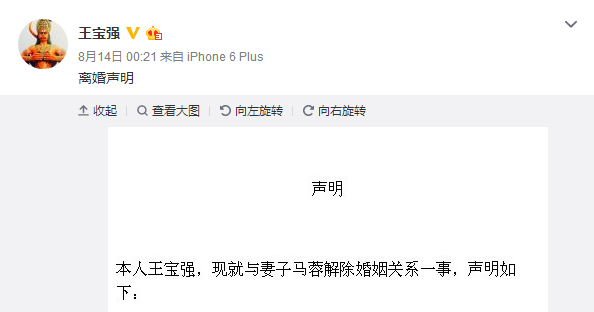 王宝强
8月14日 00:21 来自 iPhone 6 Plus
离婚声明
收起 查看大图 向左旋转 向右旋转
声明
本人王宝强，现就与妻子马蓉解除婚姻关系一事，声明如
下：